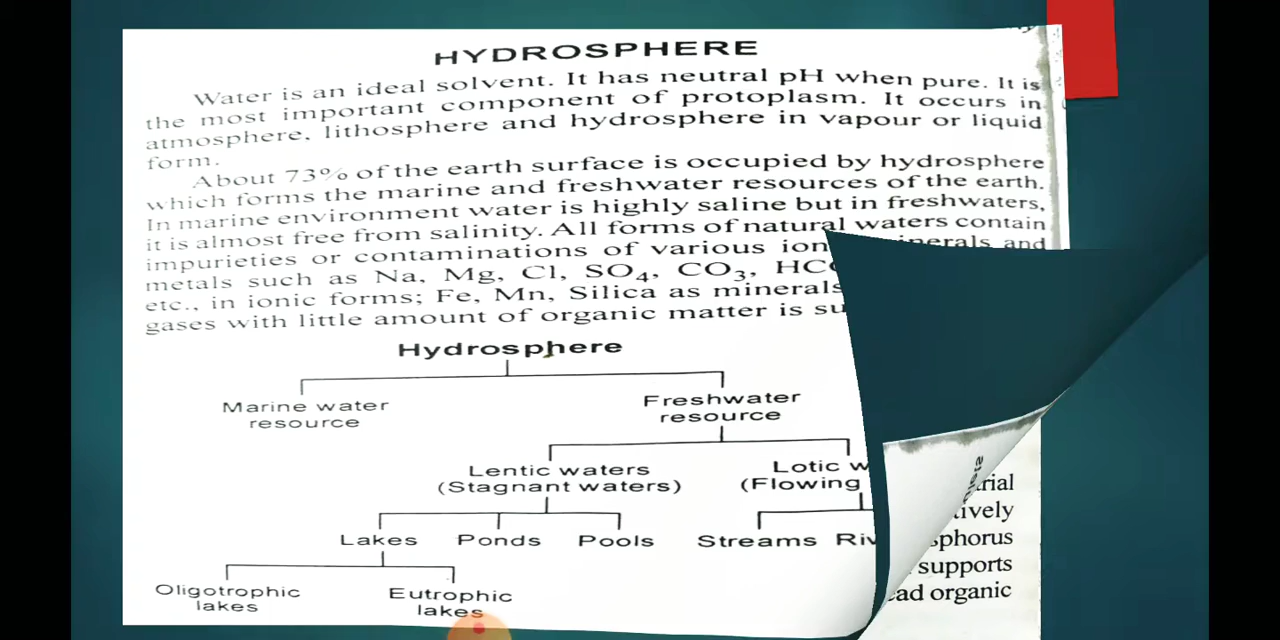 HYDROSPHERE
Water is an ideal solvent. It has neutral pH when pure. It is
the most important component of protoplasm. It occurs in
atmosphere, lithosphere and hydrosphere in vapour or liquid
form.
About 73% of the earth surface is occupied by hydrosphere
which forms the marine and freshwater resources of the earth.
In marine environment water is highly saline but in freshwaters,
it is almost free from salinity. All forms of natural waters contain
impurieties or contaminations of various and
metals such as Na, Mg, Cl, SO4, CO3,
etc., in ionic forms; Fe, Mn, Silica as minerals
gases with little amount of organic matter is
Hydrosphere
Marine water
resource
Freshwater
resource
Lentic waters
(Stagnant waters)
Lotic
(Flowing
Lakes Ponds Pools Streams
Oligotrophic
lakes
Eutrophic
lakes
supports
organic